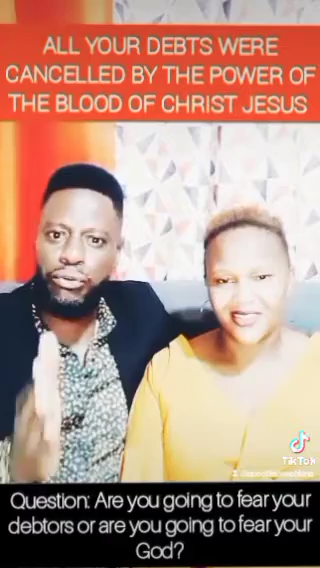 ALL YOUR DEBTS WERE
CANCELLED BY THE POWER OF
THE BLOOD OF CHRIST JESUS
TikTok
Question: Are you going to fear your
debtors or are you going to fear your
God?